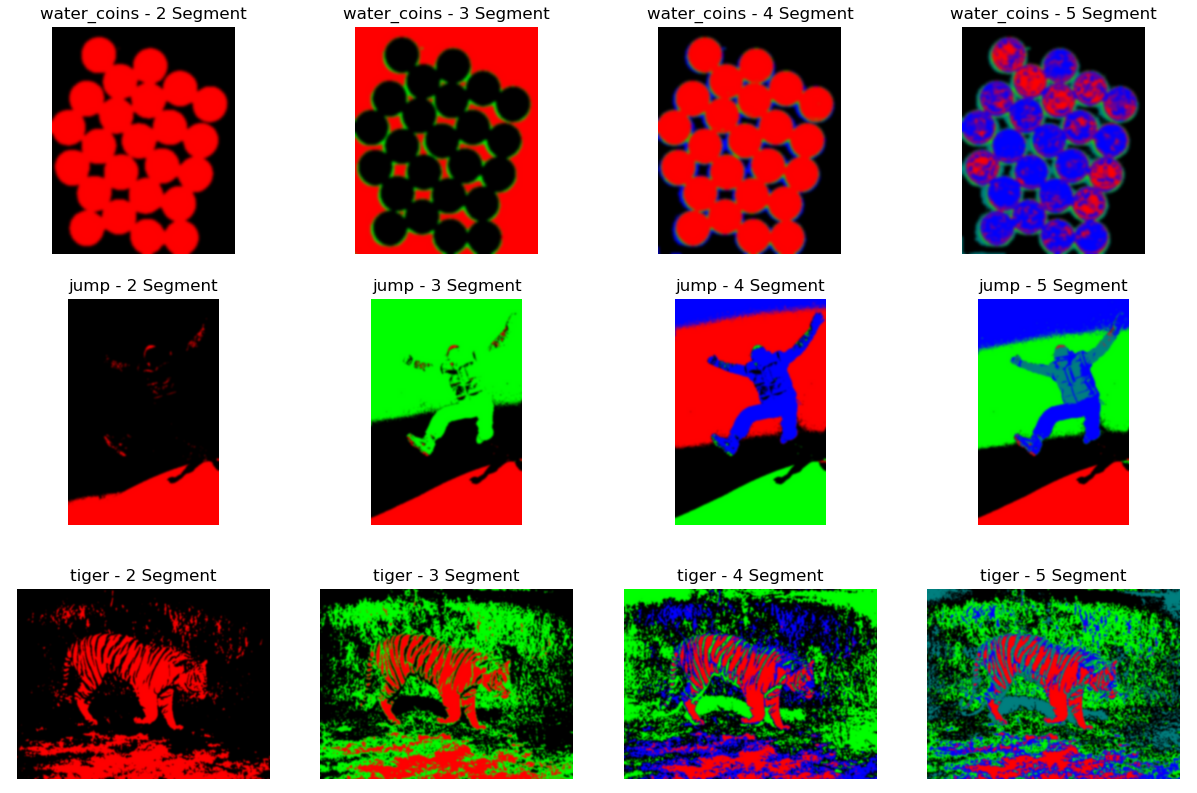 water_coins - 2 Segment
water_coins - 3 Segment
water_coins - 4 Segment
water_coins - 5 Segment
jump - 2 Segment
jump - 3 Segment
jump - 4 Segment
jump - 5 Segment
tiger - 2 Segment
tiger - 3 Segment
tiger - 4 Segment
tiger - 5 Segment